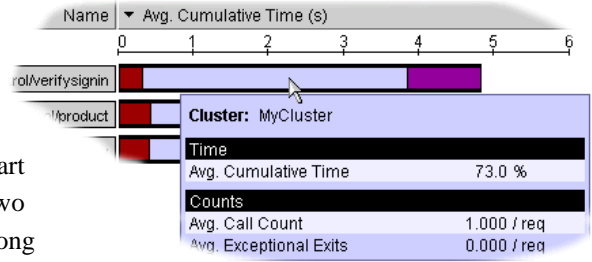 Name Avg. Cumulative Time (s)
0 1 2 3 4 5 6
rol/verifysignin
/product
Cluster: MyCluster
Time
Avg. Cumulative Time 73.0 %
Counts
Avg. Call Count 1.000 / req
Avg. Exceptional Exits 0.000 / req
art
wo
ong